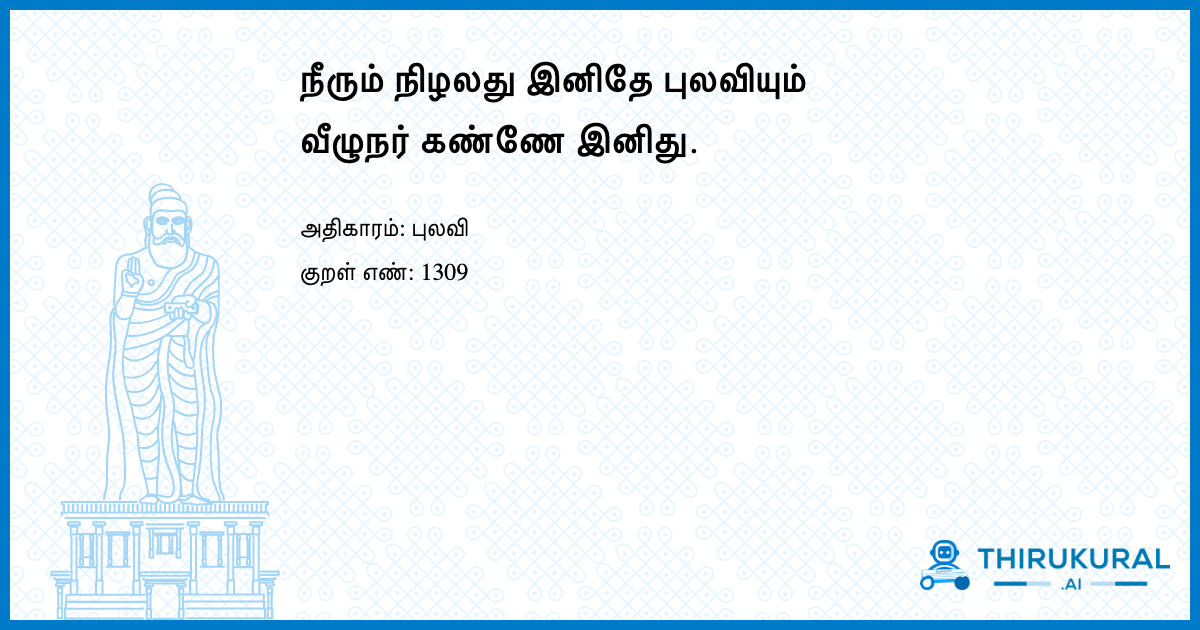 நீரும் நிழலது இனிதே புலவியும்
வீழுநர் கண்ணே இனிது.
அதிகாரம்: புலவி
குறள் எண்: 1309
THIRUKURAL
.AI